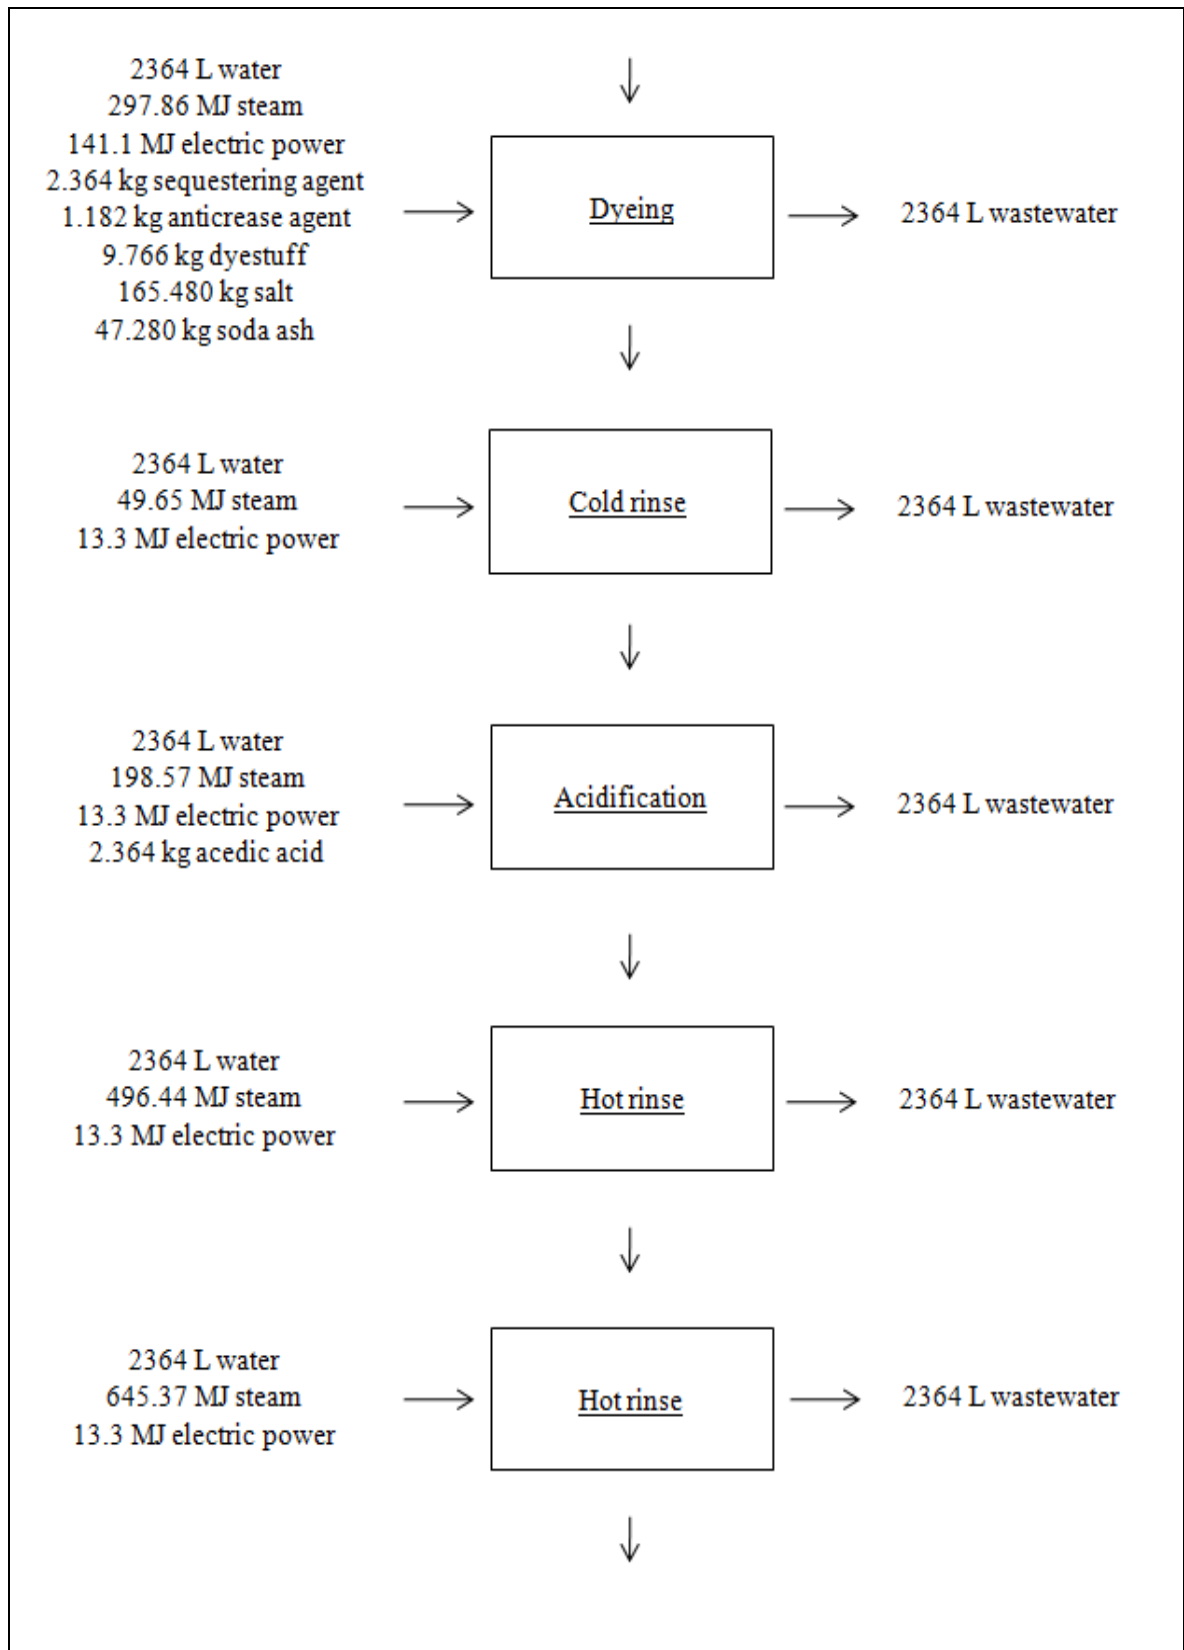 2364 L water
297.86 MJ steam
141.1 MJ electric power
2.364 kg sequestering agent
1.182 kg anticrease agent
9.766 kg dyestuff
165.480 kg salt
47.280 kg soda ash
Dyeing
2364 L wastewater
2364 L water
49.65 MJ steam
13.3 MJ electric power
Cold rinse
2364 L wastewater
2364 L water
198.57 MJ steam
13.3 MJ electric power
2.364 kg acedic acid
Acidification
2364 L wastewater
2364 L water
496.44 MJ steam
13.3 MJ electric power
Hot rinse
2364 L wastewater
2364 L water
645.37 MJ steam
13.3 MJ electric power
Hot rinse
2364 L wastewater